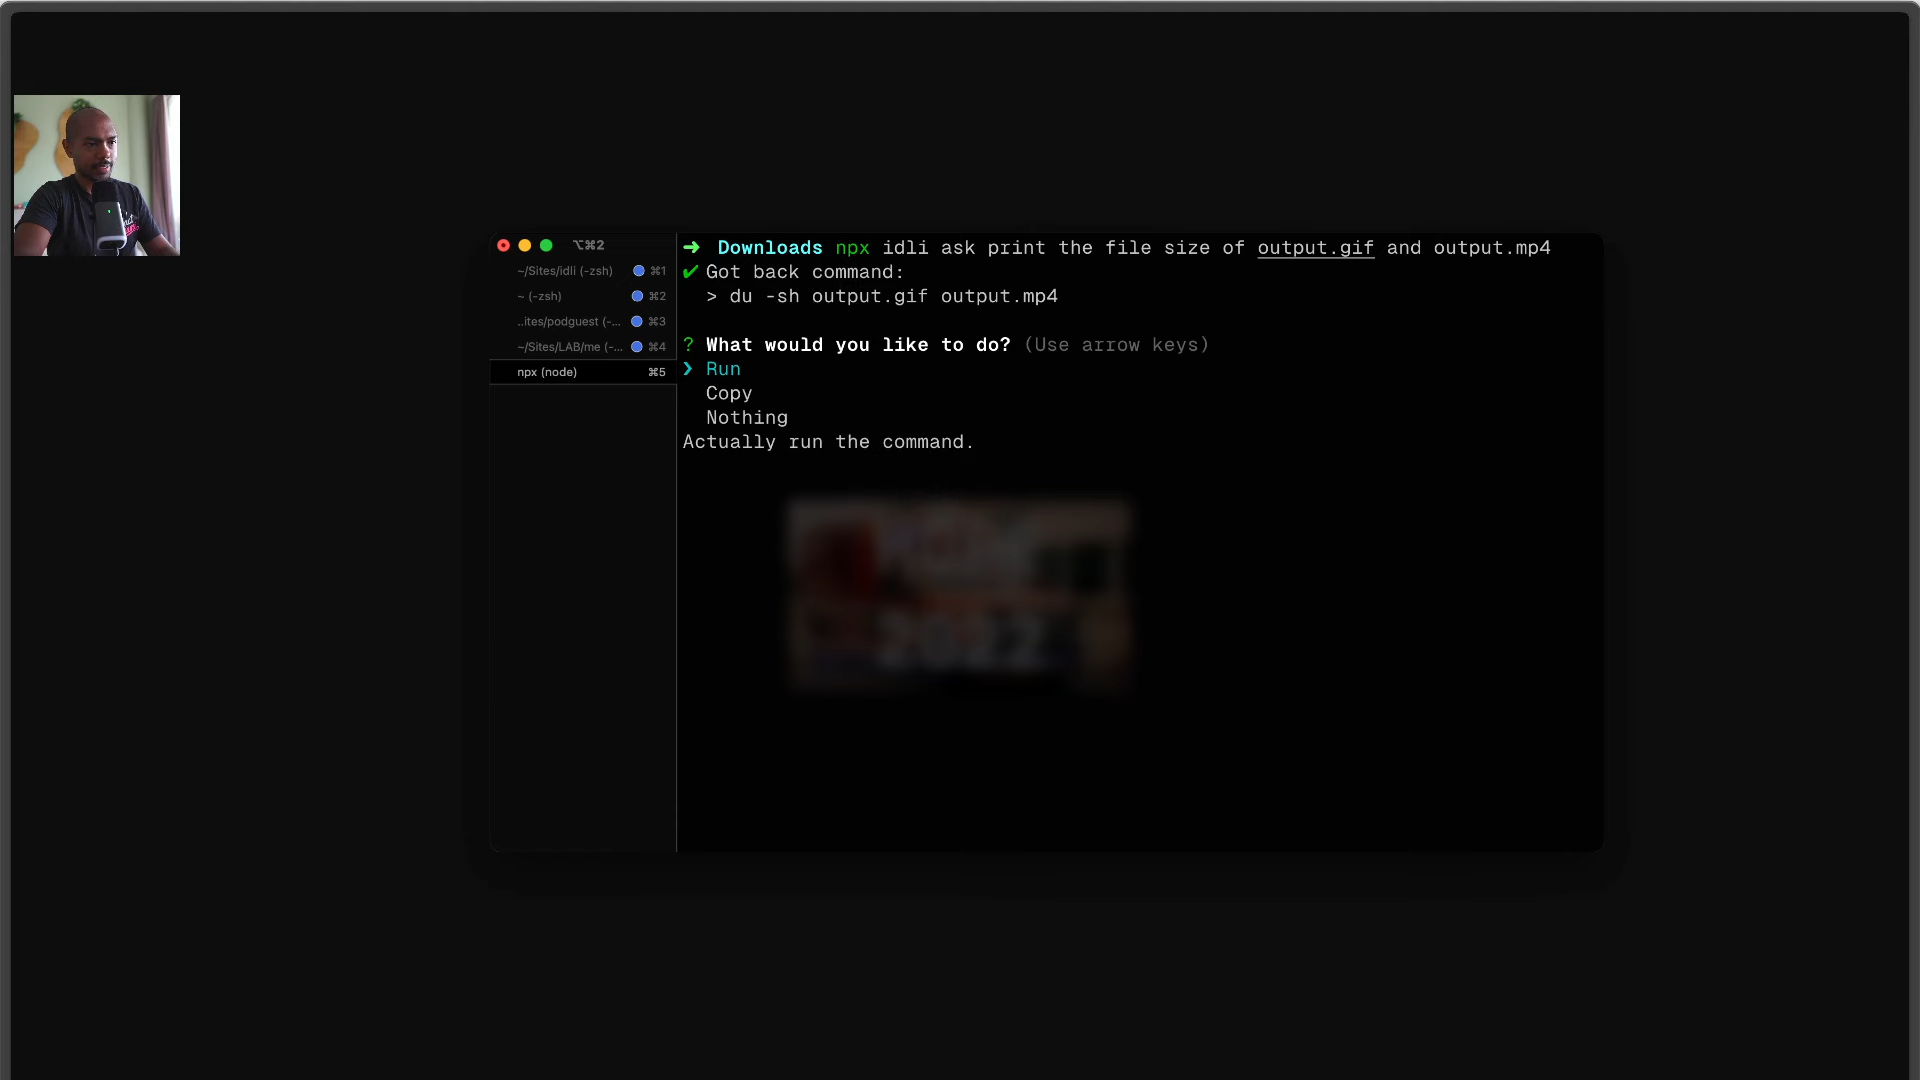 ⌥⌘2
~/Sites/idli (-zsh) ⌘1
~ (-zsh) ⌘2
..ites/podguest (-... ⌘3
~/Sites/LAB/me (-... ⌘4
npx (node) ⌘5
➜ Downloads npx idli ask print the file size of output.gif and output.mp4
✔ Got back command:
> du -sh output.gif output.mp4
? What would you like to do? (Use arrow keys)
❯ Run
Copy
Nothing
Actually run the command.
2022